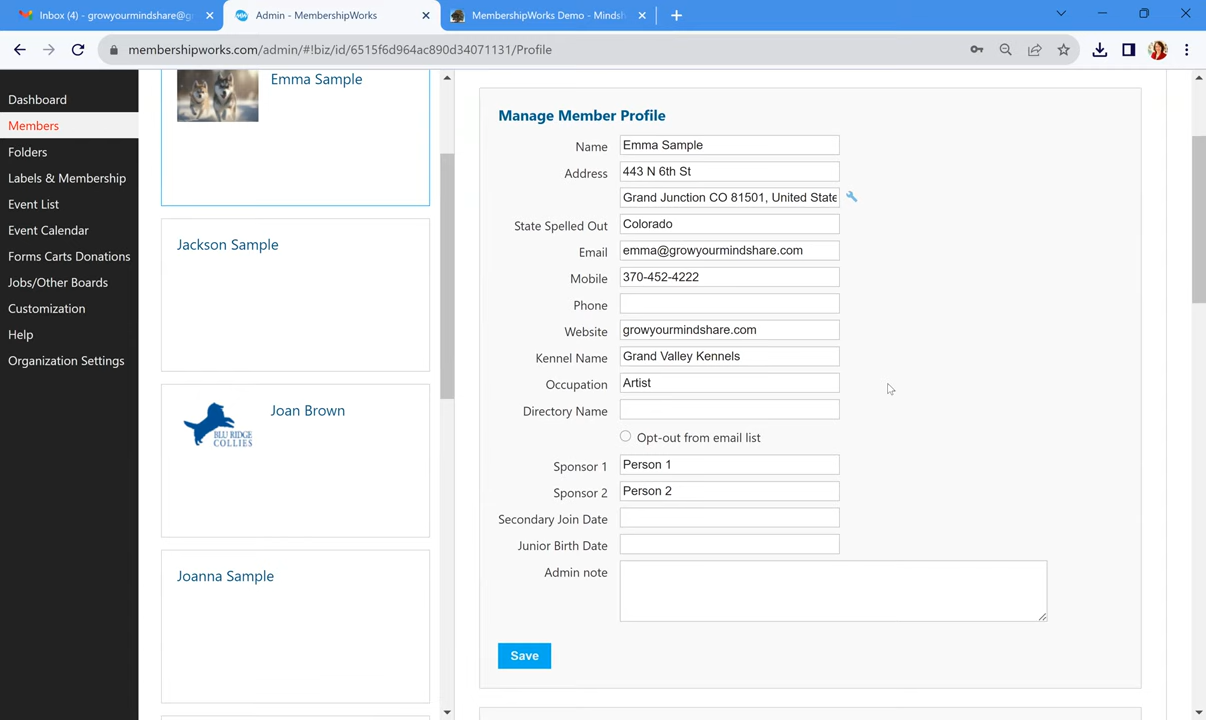 Inbox (4) - growyourmindshare@g
Admin - MembershipWorks
MembershipWorks Demo - Minds
membershipworks.com/admin/#!biz/id/6515f6d964ac890d34071131/Profile
Dashboard
Members
Folders
Labels & Membership
Event List
Event Calendar
Forms Carts Donations
Jobs/Other Boards
Customization
Help
Organization Settings
Emma Sample
Jackson Sample
BLU RIDGE
COLLIES
Joan Brown
Joanna Sample
Manage Member Profile
Name Emma Sample
Address 443 N 6th St
Grand Junction CO 81501, United State
State Spelled Out Colorado
Email emma@growyourmindshare.com
Mobile 370-452-4222
Phone
Website growyourmindshare.com
Kennel Name Grand Valley Kennels
Occupation Artist
Directory Name
Opt-out from email list
Sponsor 1 Person 1
Sponsor 2 Person 2
Secondary Join Date
Junior Birth Date
Admin note
Save